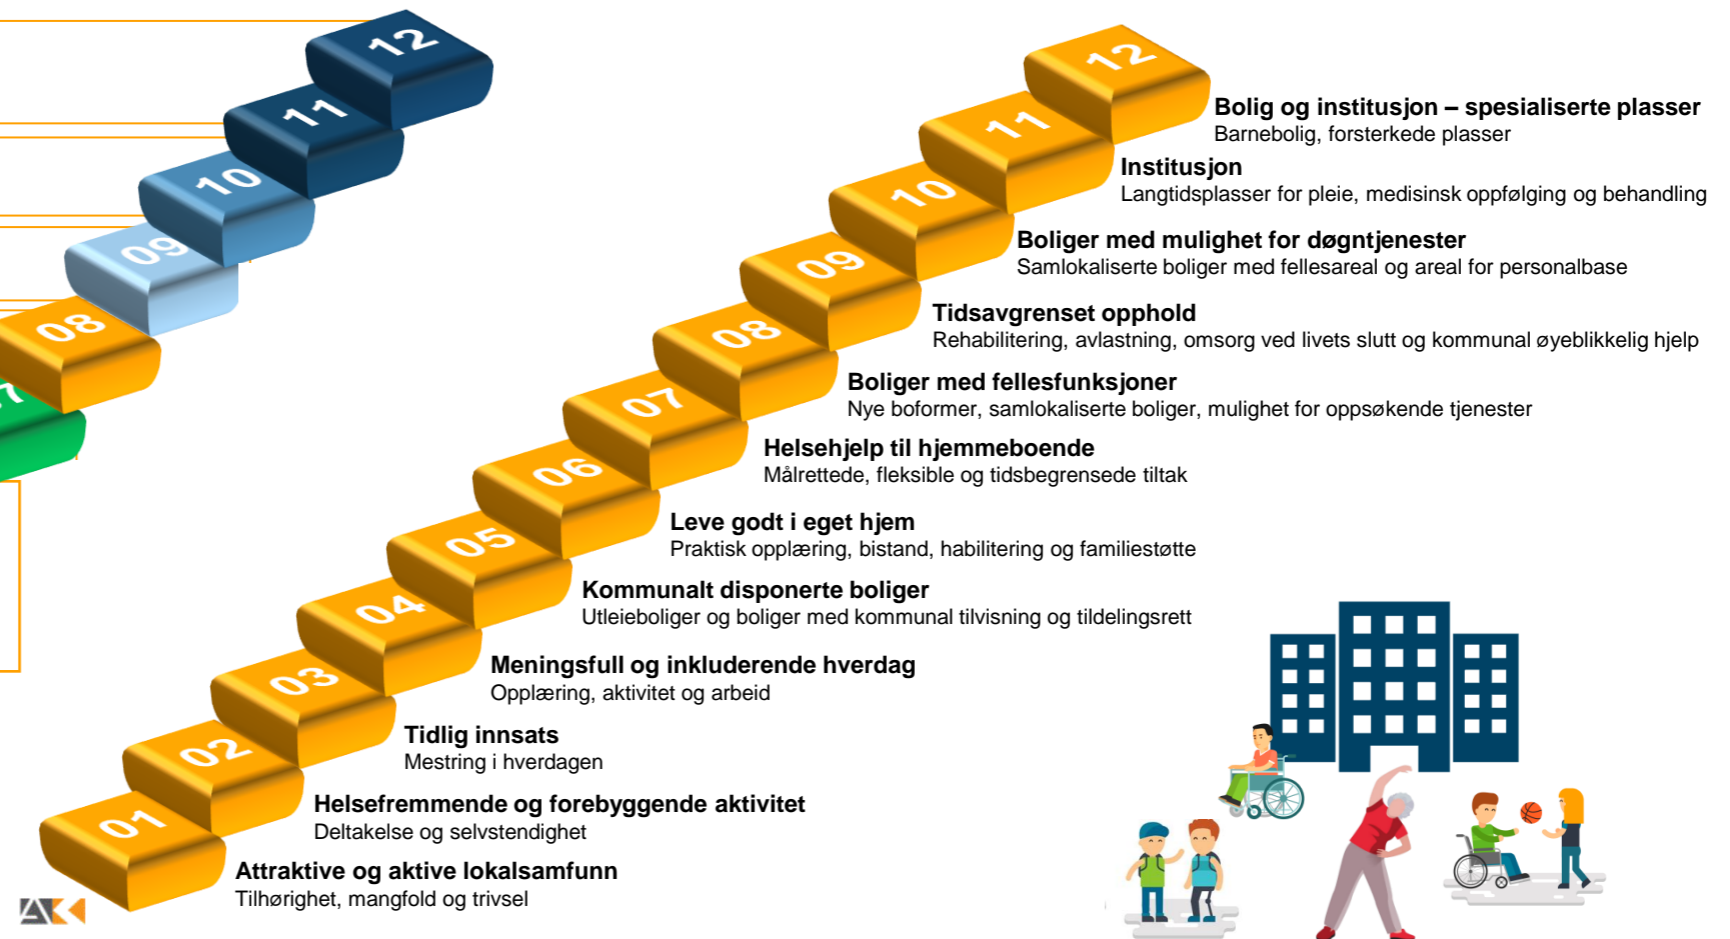 12
11
10
09
08
7
12
Bolig og institusjon – spesialiserte plasser
Barnebolig, forsterkede plasser
11
Institusjon
Langtidsplasser for pleie, medisinsk oppfølging og behandling
10
Boliger med mulighet for døgntjenester
Samlokaliserte boliger med fellesareal og areal for personalbase
09
Tidsavgrenset opphold
Rehabilitering, avlastning, omsorg ved livets slutt og kommunal øyeblikkelig hjelp
08
Boliger med fellesfunksjoner
Nye boformer, samlokaliserte boliger, mulighet for oppsøkende tjenester
07
Helsehjelp til hjemmeboende
Målrettede, fleksible og tidsbegrensede tiltak
06
Leve godt i eget hjem
Praktisk opplæring, bistand, habilitering og familiestøtte
05
Kommunalt disponerte boliger
Utleieboliger og boliger med kommunal tilvisning og tildelingsrett
04
Meningsfull og inkluderende hverdag
Opplæring, aktivitet og arbeid
03
Tidlig innsats
Mestring i hverdagen
02
Helsefremmende og forebyggende aktivitet
Deltakelse og selvstendighet
01
Attraktive og aktive lokalsamfunn
Tilhørighet, mangfold og trivsel